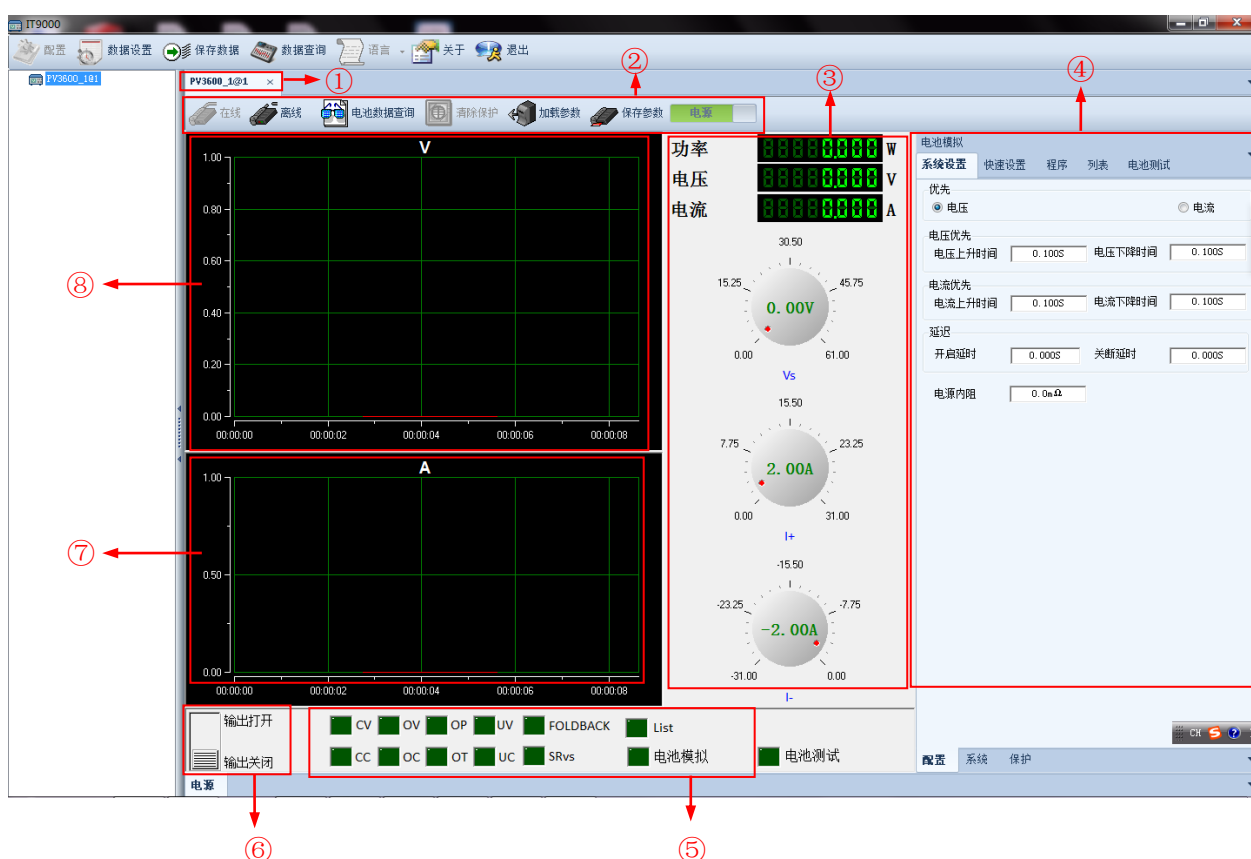 IT9000
配置 数据设置 保存数据 数据查询 语言 关于 退出
PV3600_1@1
PV3600_1@1 ×
①
②
③
④
在线 离线 电池数据查询 清除保护 加载参数 保存参数 电源
V
1.00
0.80
0.60
0.40
0.20
0.00
00:00:00 00:00:02 00:00:04 00:00:06 00:00:08
⑧
A
1.00
0.50
0.00
00:00:00 00:00:02 00:00:04 00:00:06 00:00:08
⑦
功率 0.000 W
电压 0.000 V
电流 0.000 A
30.50
15.25 45.75
0.00V
0.00 61.00
Vs
15.50
7.75 23.25
2.00A
0.00 31.00
I+
-15.50
-23.25 -7.75
-2.00A
-31.00 0.00
I-
电池模拟
系统设置 快速设置 程序 列表 电池测试
优先
电压 电流
电压优先
电压上升时间 0.100S 电压下降时间 0.100S
电流优先
电流上升时间 0.100S 电流下降时间 0.100S
延迟
开启延时 0.000S 关断延时 0.000S
电源内阻 0.0mΩ
CH
配置 系统 保护
输出打开
输出关闭
CV OV OP UV FOLDBACK List
CC OC OT UC SRvs 电池模拟 电池测试
电源
⑥
⑤